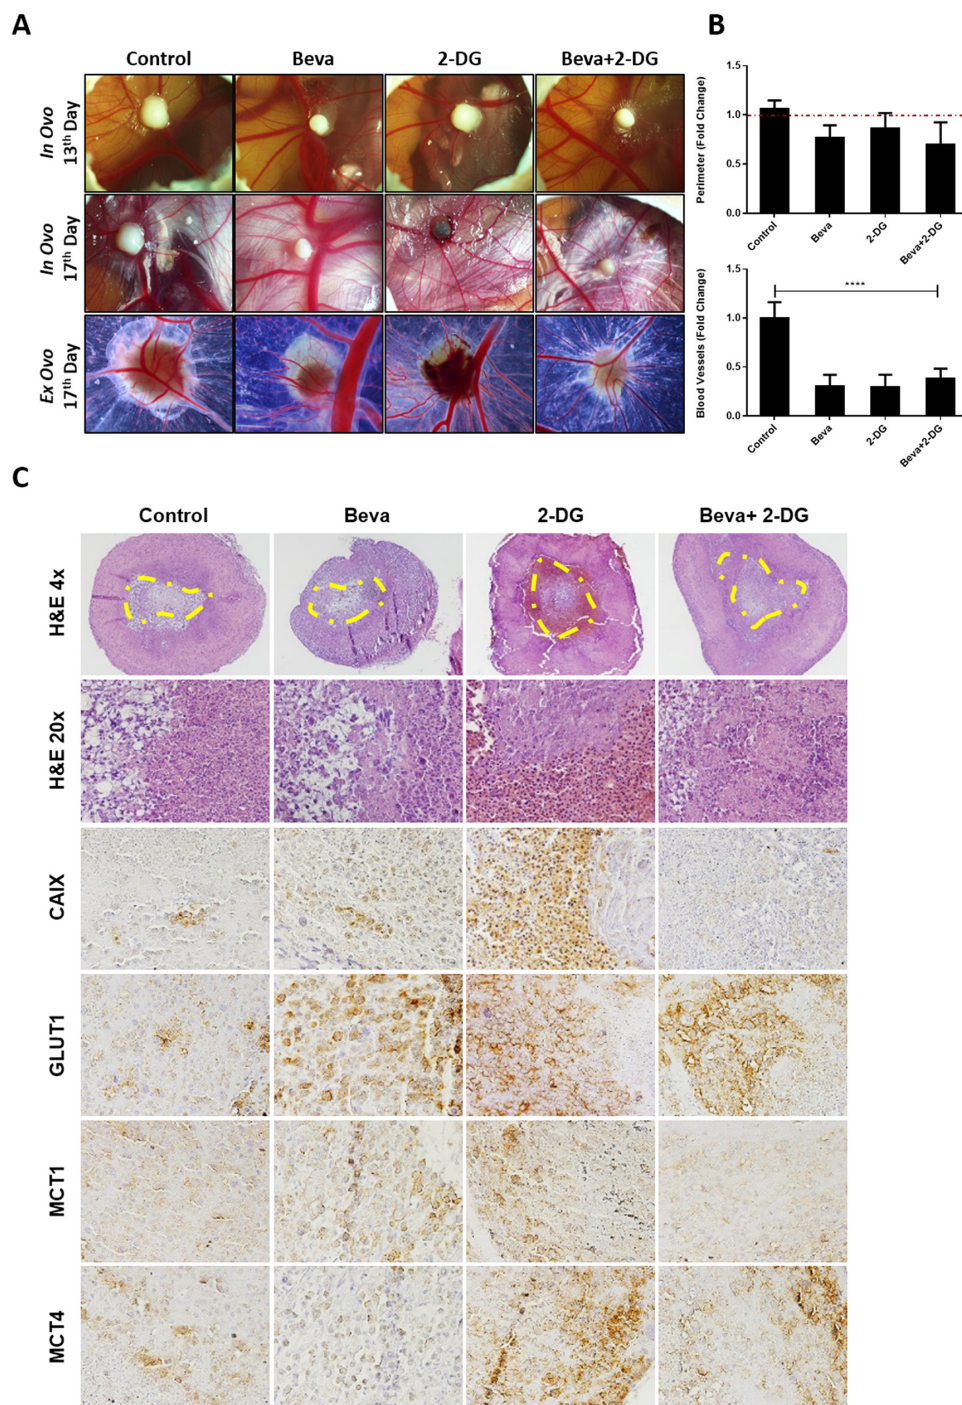 A
Control Beva 2-DG Beva+2-DG
In Ovo
13th Day
In Ovo
17th Day
Ex Ovo
17th Day
B
Perimeter (Fold Change)
1.5
1.0
0.5
0.0
Control Beva 2-DG Beva+2-DG
Blood Vessels (Fold Change)
1.5
1.0
0.5
0.0
****
Control Beva 2-DG Beva+2-DG
C
Control Beva 2-DG Beva+ 2-DG
H&E 4x
H&E 20x
CAIX
GLUT1
MCT1
MCT4